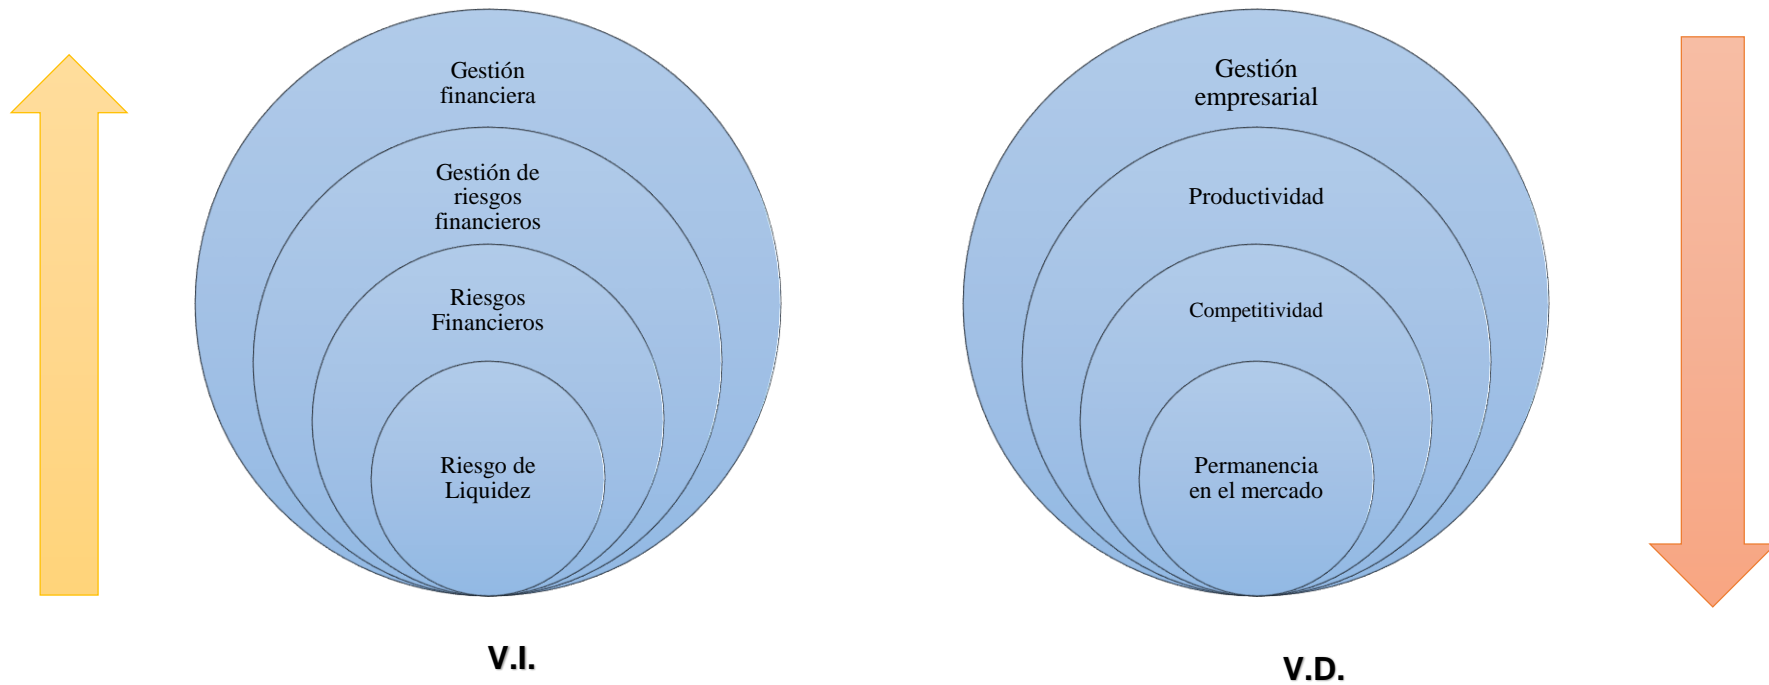 Gestión
financiera
Gestión de
riesgos
financieros
Riesgos
Financieros
Riesgo de
Liquidez
V.I.
Gestión
empresarial
Productividad
Competitividad
Permanencia
en el mercado
V.D.